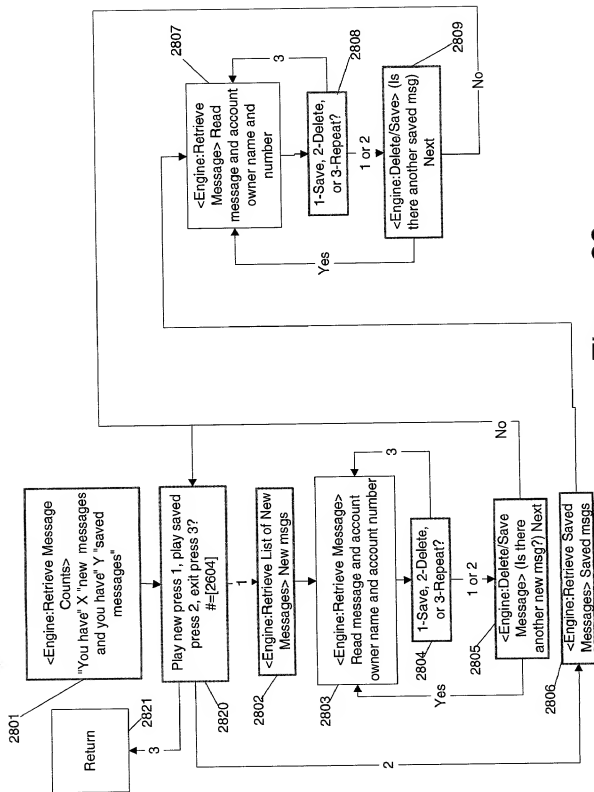 2801
<Engine:Retrieve Message
Counts>
"You have" X "new messages
and you have" Y "saved
messages"
Return
2821
3
Play new press 1, play saved
press 2, exit press 3?
#=[2604]
2820
1
2
<Engine:Retrieve List of New
Messages> New msgs
2802
<Engine:Retrieve Message>
Read message and account
owner name and account number
2803
3
1-Save, 2-Delete,
or 3-Repeat?
2804
1 or 2
Yes
<Engine:Delete/Save
Message> (Is there
another new msg?) Next
2805
No
<Engine:Retrieve Saved
Messages> Saved msgs
2806
<Engine:Retrieve
Message> Read
message and account
owner name and
number
2807
3
1-Save, 2-Delete,
or 3-Repeat?
2808
1 or 2
Yes
<Engine:Delete/Save> (Is
there another saved msg)
Next
2809
No